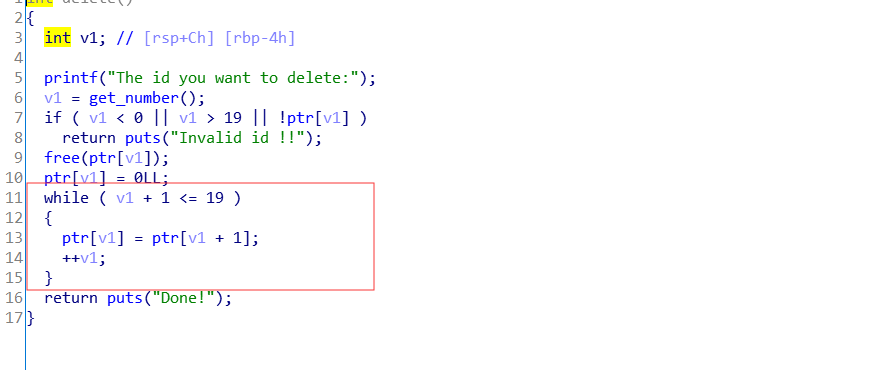 int delete()
2 {
3 int v1; // [rsp+Ch] [rbp-4h]
4
5 printf("The id you want to delete:");
6 v1 = get_number();
7 if ( v1 < 0 || v1 > 19 || !ptr[v1] )
8 return puts("Invalid id !!");
9 free(ptr[v1]);
10 ptr[v1] = 0LL;
11 while ( v1 + 1 <= 19 )
12 {
13 ptr[v1] = ptr[v1 + 1];
14 ++v1;
15 }
16 return puts("Done!");
17 }